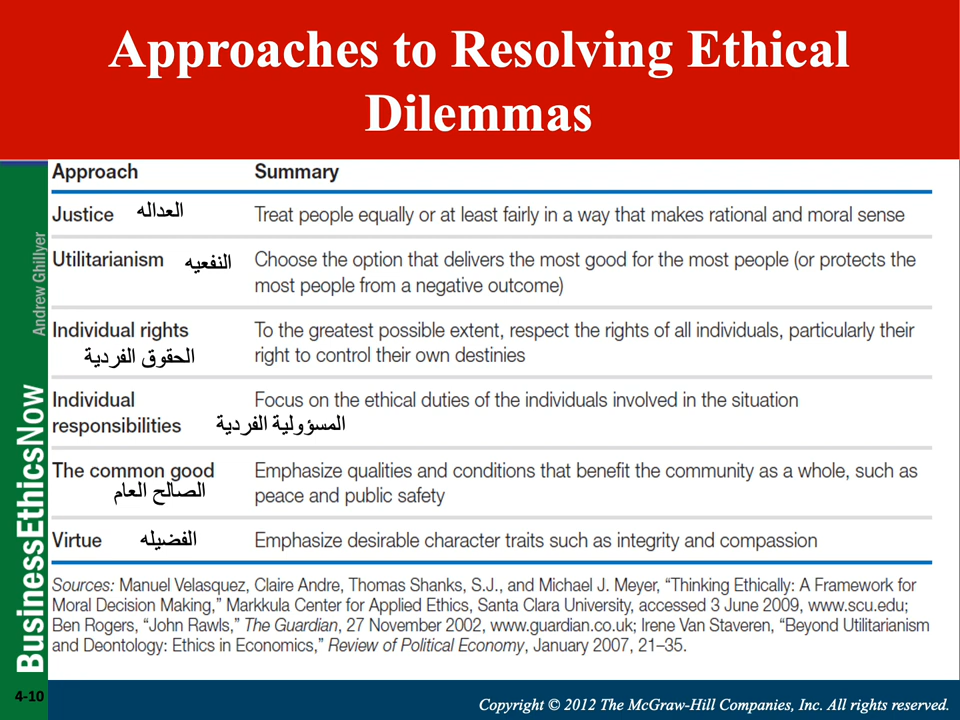 Approaches to Resolving Ethical
Dilemmas
Approach Summary
Justice العداله Treat people equally or at least fairly in a way that makes rational and moral sense
Utilitarianism النفعيه Choose the option that delivers the most good for the most people (or protects the
most people from a negative outcome)
Individual rights To the greatest possible extent, respect the rights of all individuals, particularly their
الحقوق الفردية right to control their own destinies
Individual Focus on the ethical duties of the individuals involved in the situation
responsibilities المسؤولية الفردية
The common good Emphasize qualities and conditions that benefit the community as a whole, such as
الصالح العام peace and public safety
Virtue الفضيله Emphasize desirable character traits such as integrity and compassion
Sources: Manuel Velasquez, Claire Andre, Thomas Shanks, S.J., and Michael J. Meyer, “Thinking Ethically: A Framework for
Moral Decision Making,” Markkula Center for Applied Ethics, Santa Clara University, accessed 3 June 2009, www.scu.edu;
Ben Rogers, “John Rawls,” The Guardian, 27 November 2002, www.guardian.co.uk; Irene Van Staveren, “Beyond Utilitarianism
and Deontology: Ethics in Economics,” Review of Political Economy, January 2007, 21–35.
BusinessEthicsNow
Andrew Ghillyer
4-10
Copyright © 2012 The McGraw-Hill Companies, Inc. All rights reserved.